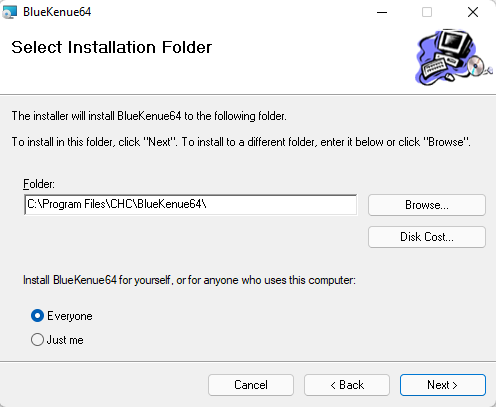 BlueKenue64
Select Installation Folder
The installer will install BlueKenue64 to the following folder.
To install in this folder, click "Next". To install to a different folder, enter it below or click "Browse".
Folder:
C:\Program Files\CHC\BlueKenue64\
Browse...
Disk Cost...
Install BlueKenue64 for yourself, or for anyone who uses this computer:
Everyone
Just me
Cancel
< Back
Next >